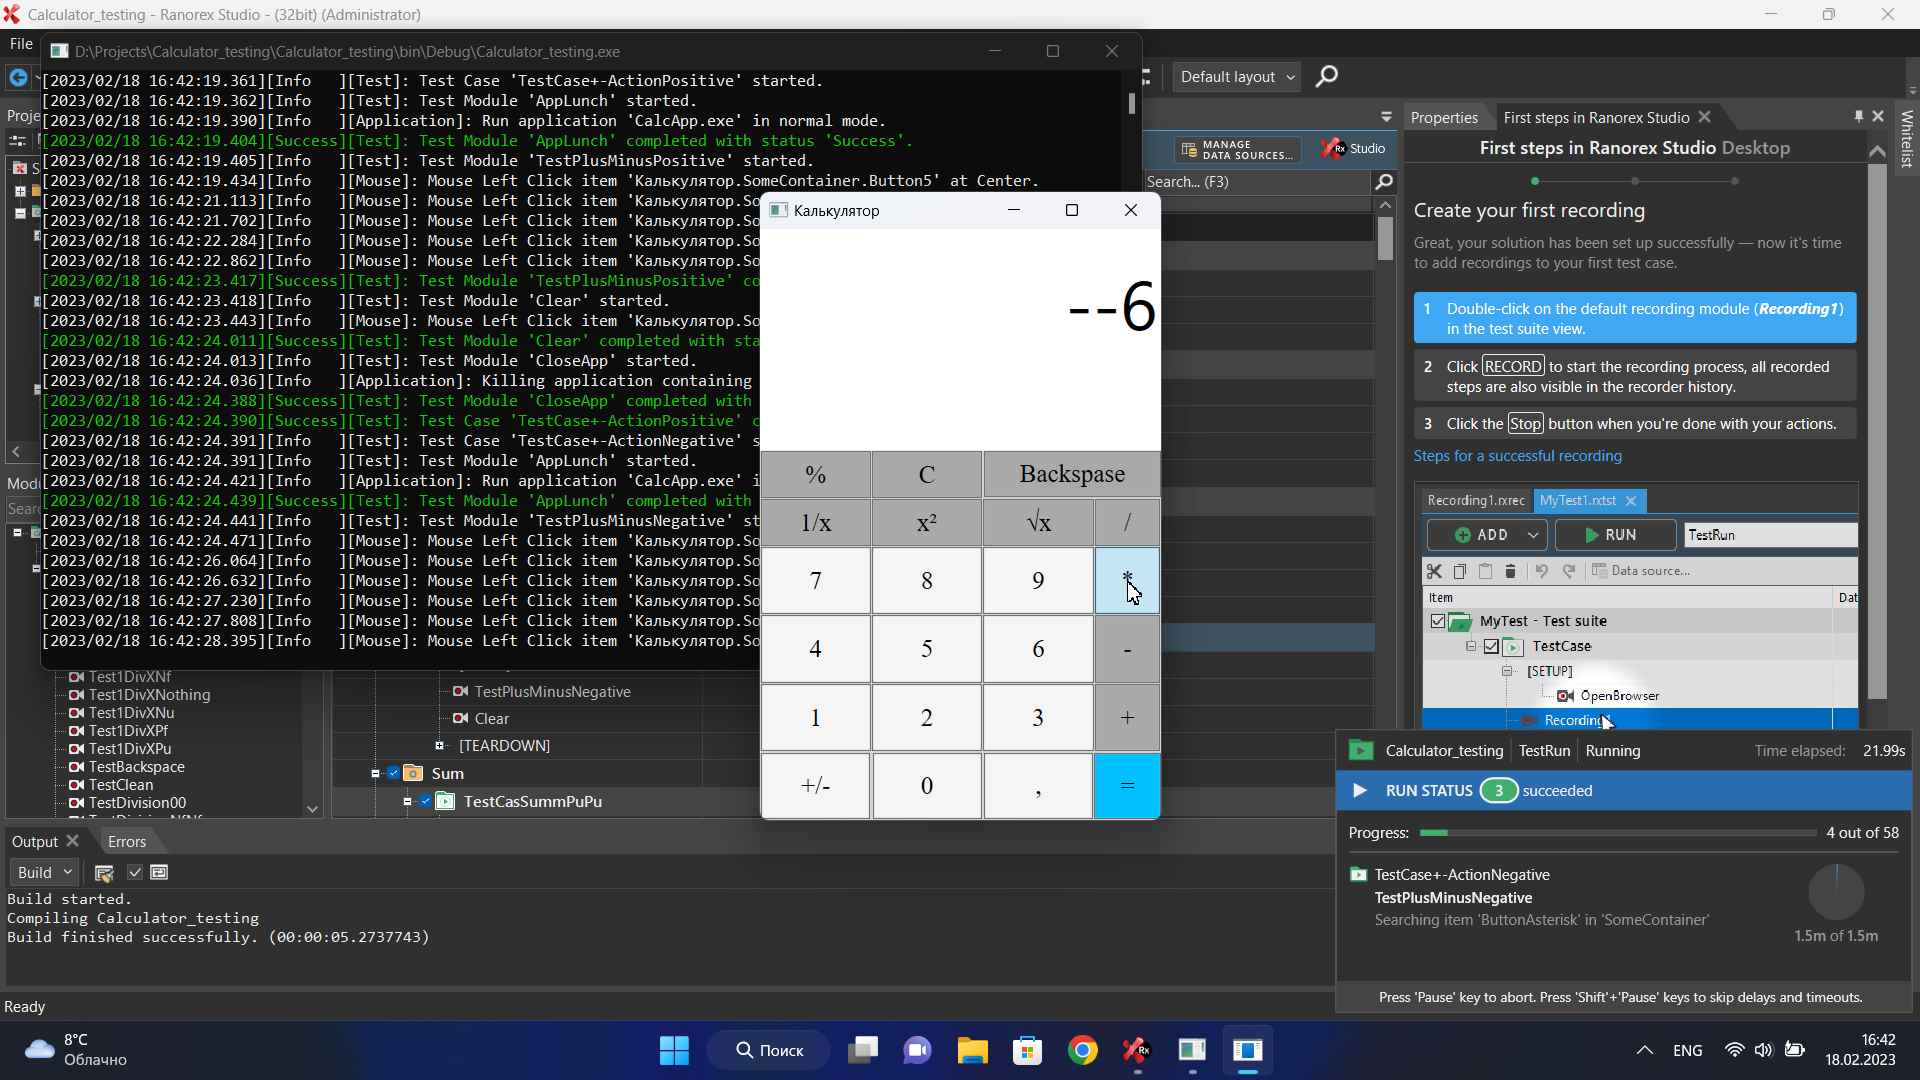 Calculator_testing - Ranorex Studio - (32bit) (Administrator)
File
D:\Projects\Calculator_testing\Calculator_testing\bin\Debug\Calculator_testing.exe
Default layout
[2023/02/18 16:42:19.361][Info   ][Test]: Test Case 'TestCase+-ActionPositive' started.
[2023/02/18 16:42:19.362][Info   ][Test]: Test Module 'AppLunch' started.
[2023/02/18 16:42:19.390][Info   ][Application]: Run application 'CalcApp.exe' in normal mode.
[2023/02/18 16:42:19.404][Success][Test]: Test Module 'AppLunch' completed with status 'Success'.
[2023/02/18 16:42:19.405][Info   ][Test]: Test Module 'TestPlusMinusPositive' started.
[2023/02/18 16:42:19.434][Info   ][Mouse]: Mouse Left Click item 'Калькулятор.SomeContainer.Button5' at Center.
[2023/02/18 16:42:21.113][Info   ][Mouse]: Mouse Left Click item 'Калькулятор.So
[2023/02/18 16:42:21.702][Info   ][Mouse]: Mouse Left Click item 'Калькулятор.So
[2023/02/18 16:42:22.284][Info   ][Mouse]: Mouse Left Click item 'Калькулятор.So
[2023/02/18 16:42:22.862][Info   ][Mouse]: Mouse Left Click item 'Калькулятор.So
[2023/02/18 16:42:23.417][Success][Test]: Test Module 'TestPlusMinusPositive' co
[2023/02/18 16:42:23.418][Info   ][Test]: Test Module 'Clear' started.
[2023/02/18 16:42:23.443][Info   ][Mouse]: Mouse Left Click item 'Калькулятор.So
[2023/02/18 16:42:24.011][Success][Test]: Test Module 'Clear' completed with sta
[2023/02/18 16:42:24.013][Info   ][Test]: Test Module 'CloseApp' started.
[2023/02/18 16:42:24.036][Info   ][Application]: Killing application containing
[2023/02/18 16:42:24.388][Success][Test]: Test Module 'CloseApp' completed with
[2023/02/18 16:42:24.390][Success][Test]: Test Case 'TestCase+-ActionPositive' c
[2023/02/18 16:42:24.391][Info   ][Test]: Test Case 'TestCase+-ActionNegative' s
[2023/02/18 16:42:24.391][Info   ][Test]: Test Module 'AppLunch' started.
[2023/02/18 16:42:24.421][Info   ][Application]: Run application 'CalcApp.exe' i
[2023/02/18 16:42:24.439][Success][Test]: Test Module 'AppLunch' completed with
[2023/02/18 16:42:24.441][Info   ][Test]: Test Module 'TestPlusMinusNegative' st
[2023/02/18 16:42:24.471][Info   ][Mouse]: Mouse Left Click item 'Калькулятор.So
[2023/02/18 16:42:26.064][Info   ][Mouse]: Mouse Left Click item 'Калькулятор.So
[2023/02/18 16:42:26.632][Info   ][Mouse]: Mouse Left Click item 'Калькулятор.So
[2023/02/18 16:42:27.230][Info   ][Mouse]: Mouse Left Click item 'Калькулятор.So
[2023/02/18 16:42:27.808][Info   ][Mouse]: Mouse Left Click item 'Калькулятор.So
[2023/02/18 16:42:28.395][Info   ][Mouse]: Mouse Left Click item 'Калькулятор.So
Proje
S
Modu
Sear
Test1DivXNf
Test1DivXNothing
Test1DivXNu
Test1DivXPf
Test1DivXPu
TestBackspace
TestClean
TestDivision00
TestPlusMinusNegative
Clear
[TEARDOWN]
Sum
TestCasSummPuPu
MANAGE
DATA SOURCES...
Rx Studio
Search... (F3)
Калькулятор
--6
% C Backspase
1/x x² √x /
7 8 9 *
4 5 6 -
1 2 3 +
+/- 0 , =
Properties
First steps in Ranorex Studio
Whitelist
First steps in Ranorex Studio Desktop
Create your first recording
Great, your solution has been set up successfully — now it's time
to add recordings to your first test case.
1 Double-click on the default recording module (Recording1)
in the test suite view.
2 Click RECORD to start the recording process, all recorded
steps are also visible in the recorder history.
3 Click the Stop button when you're done with your actions.
Steps for a successful recording
Recording1.rxrec
MyTest1.rxtst
ADD
RUN
TestRun
Data source...
Item
Dat
MyTest - Test suite
TestCase
[SETUP]
OpenBrowser
Recording
Calculator_testing TestRun Running
Time elapsed: 21.99s
RUN STATUS 3 succeeded
Progress:
4 out of 58
TestCase+-ActionNegative
TestPlusMinusNegative
Searching item 'ButtonAsterisk' in 'SomeContainer'
1.5m of 1.5m
Press 'Pause' key to abort. Press 'Shift'+'Pause' keys to skip delays and timeouts.
Output
Errors
Build
Build started.
Compiling Calculator_testing
Build finished successfully. (00:00:05.2737743)
Ready
8°C
Облачно
Поиск
Rx
ENG
16:42
18.02.2023